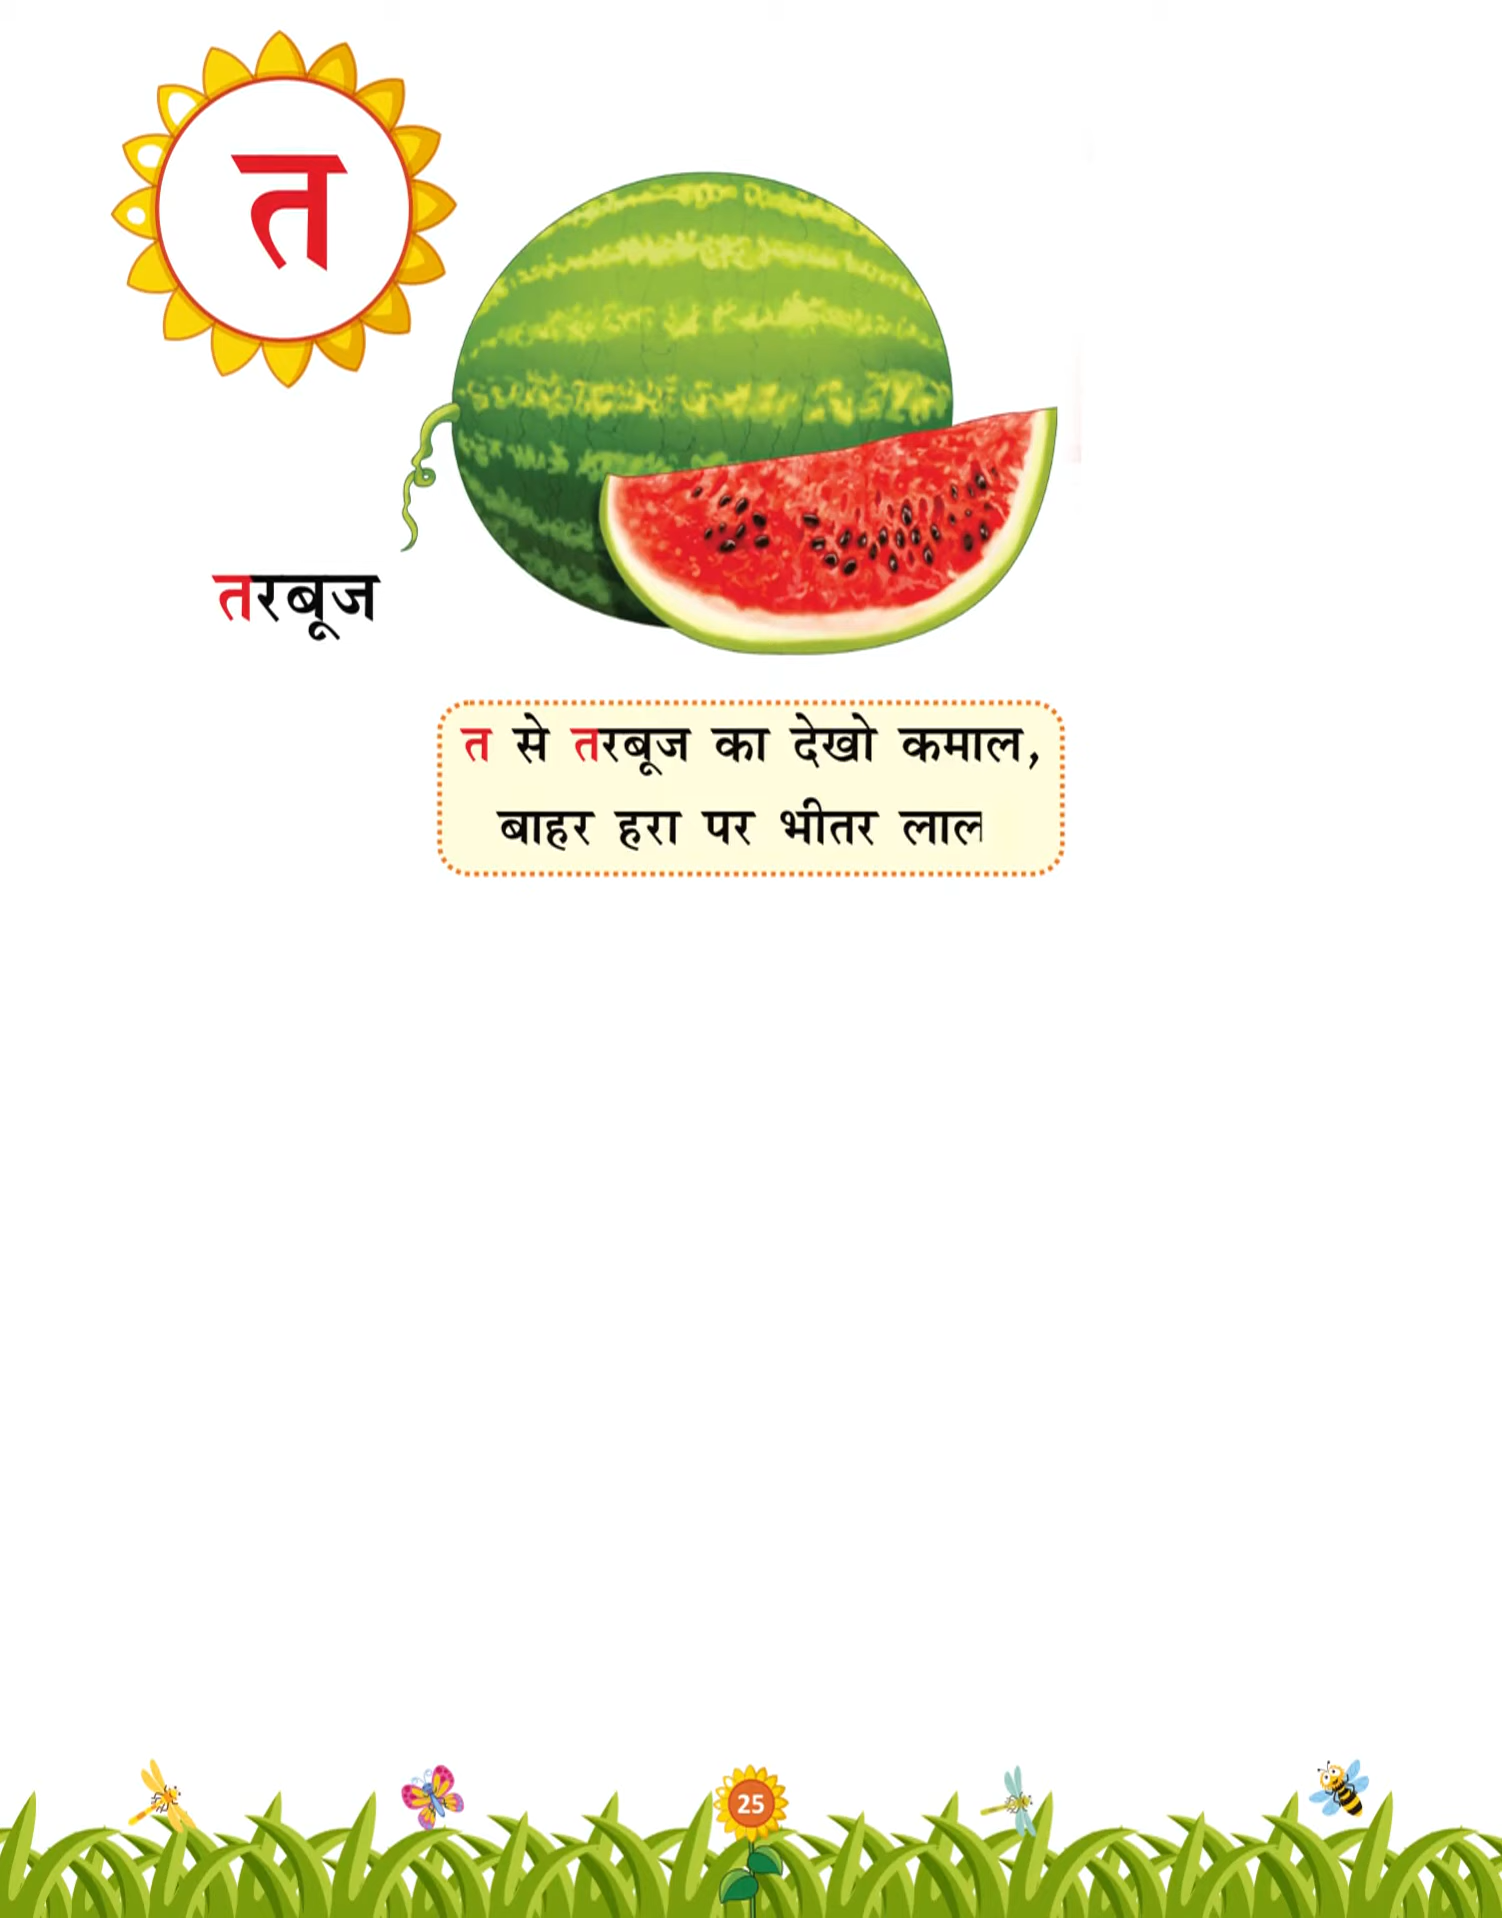 त
तरबूज
त से तरबूज का देखो कमाल,
बाहर हरा पर भीतर लाल
25